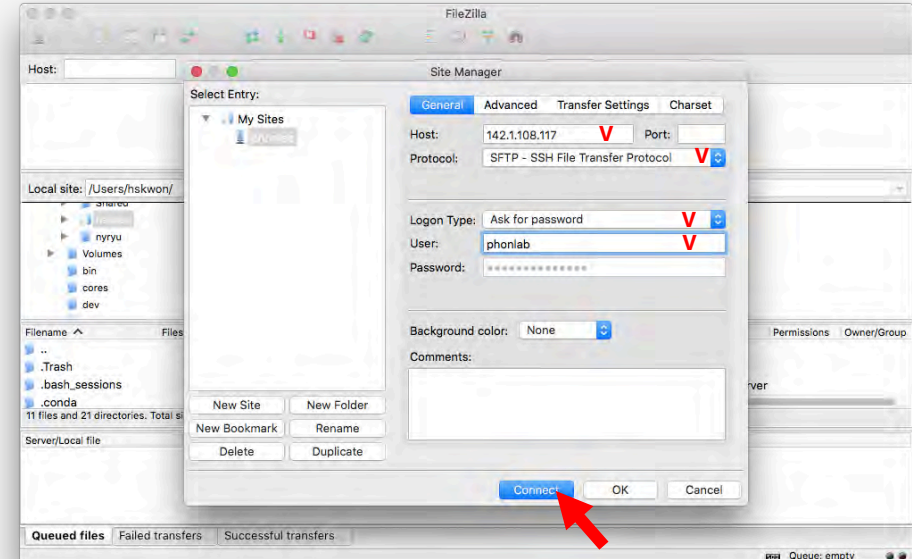 FileZilla
Host:
Site Manager
Select Entry:
My Sites
General Advanced Transfer Settings Charset
Host: 142.1.108.117 V Port:
Protocol: SFTP - SSH File Transfer Protocol V
Local site: /Users/hskwon/
Shared
nyryu
Volumes
bin
cores
dev
Logon Type: Ask for password V
User: phonlab V
Password: ••••••••••••••
Background color: None
Comments:
Filename Files Permissions Owner/Group
..
.Trash
.bash_sessions
.conda
11 files and 21 directories. Total si
rver
New Site New Folder
New Bookmark Rename
Delete Duplicate
Server/Local file
Connect OK Cancel
Queued files Failed transfers Successful transfers
Queue: empty